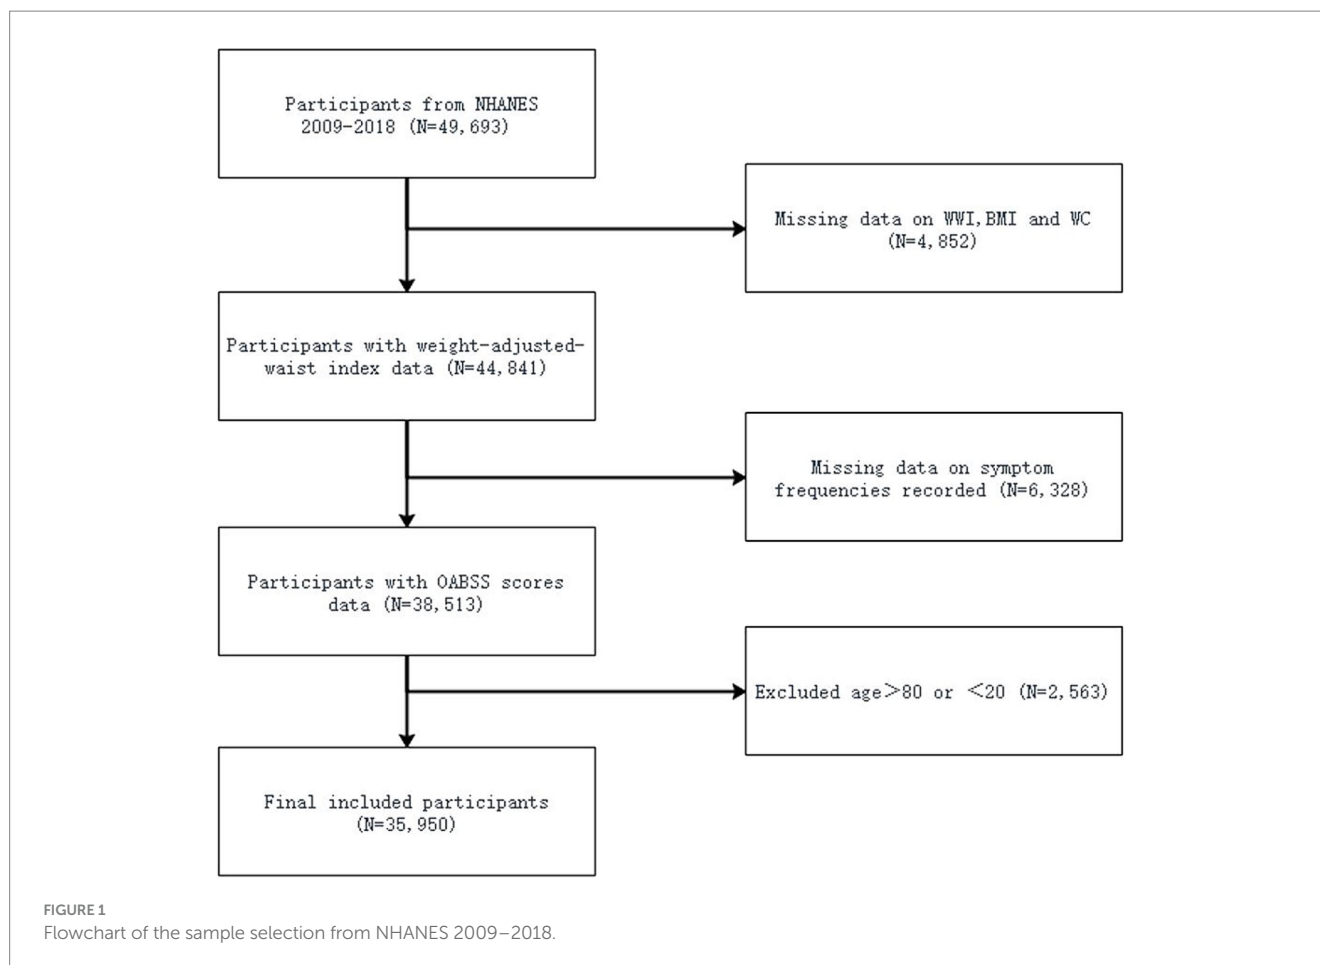 Participants from NHANES
2009-2018 (N=49,693)
Missing data on WWI,BMI and WC
(N=4,852)
Participants with weight-adjusted-
waist index data (N=44,841)
Missing data on symptom
frequencies recorded (N=6,328)
Participants with OABSS scores
data (N=38,513)
Excluded age＞80 or ＜20 (N=2,563)
Final included participants
(N=35,950)
FIGURE 1
Flowchart of the sample selection from NHANES 2009–2018.